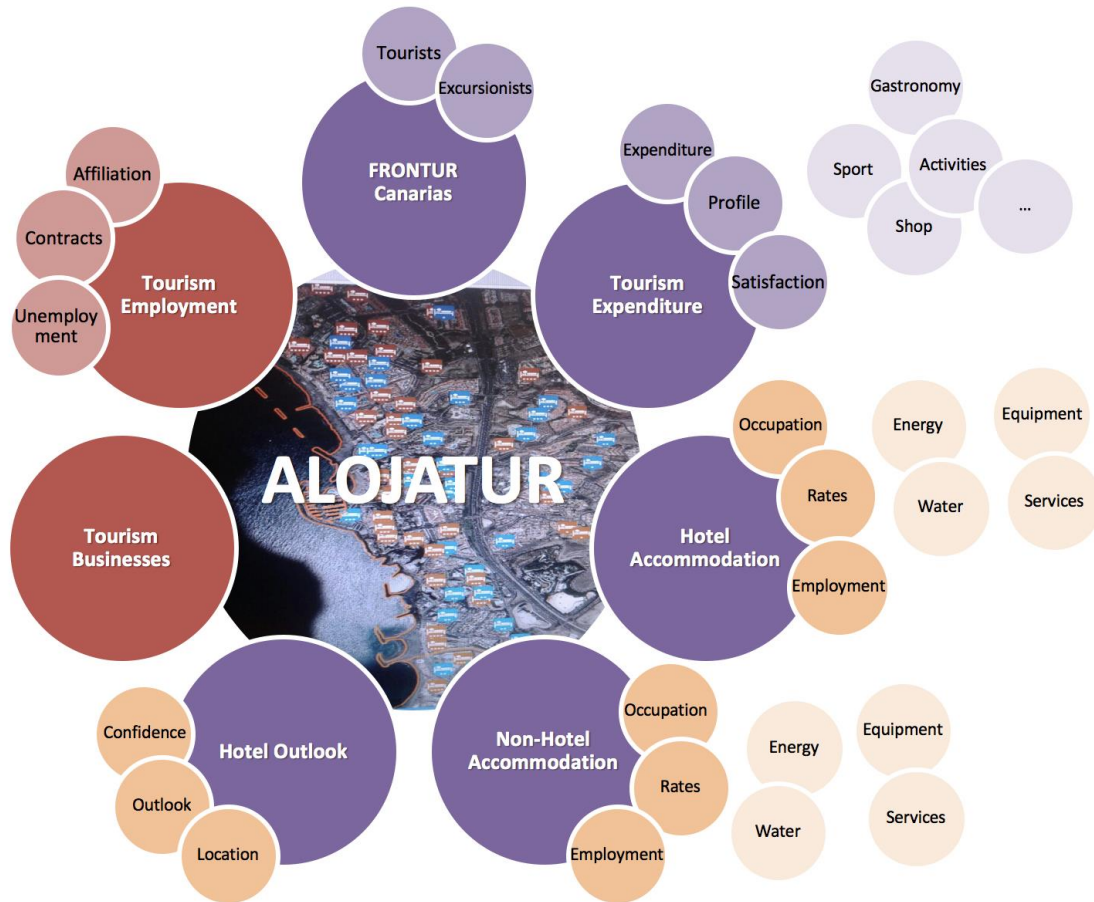 Tourists
Excursionists
FRONTUR
Canarias
Gastronomy
Sport
Activities
Shop
...
Expenditure
Profile
Satisfaction
Tourism
Expenditure
Affiliation
Contracts
Unemploy
ment
Tourism
Employment
ALOJATUR
Occupation
Rates
Employment
Hotel
Accommodation
Energy
Equipment
Water
Services
Tourism
Businesses
Confidence
Outlook
Location
Hotel Outlook
Non-Hotel
Accommodation
Occupation
Rates
Employment
Energy
Equipment
Water
Services